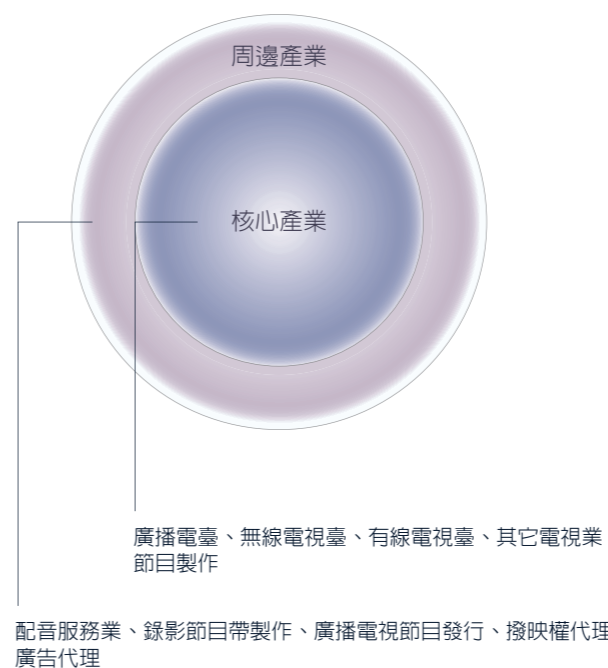 周邊產業
核心產業
廣播電臺、無線電視臺、有線電視臺、其它電視業
節目製作
配音服務業、錄影節目帶製作、廣播電視節目發行、撥映權代理
廣告代理